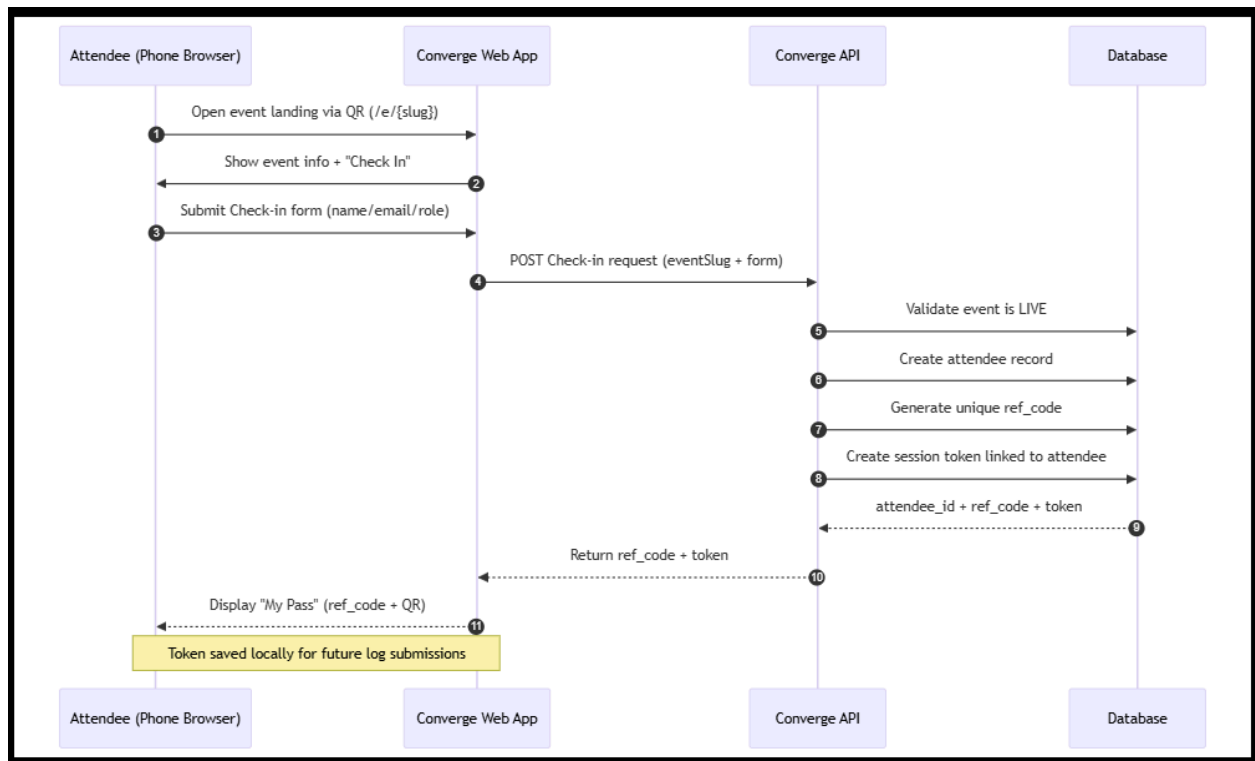 Attendee (Phone Browser)
Converge Web App
Converge API
Database
Open event landing via QR (/e/{slug})
1
Show event info + "Check In"
2
Submit Check-in form (name/email/role)
3
POST Check-in request (eventSlug + form)
4
Validate event is LIVE
5
Create attendee record
6
Generate unique ref_code
7
Create session token linked to attendee
8
attendee_id + ref_code + token
9
Return ref_code + token
10
Display "My Pass" (ref_code + QR)
11
Token saved locally for future log submissions
Attendee (Phone Browser)
Converge Web App
Converge API
Database